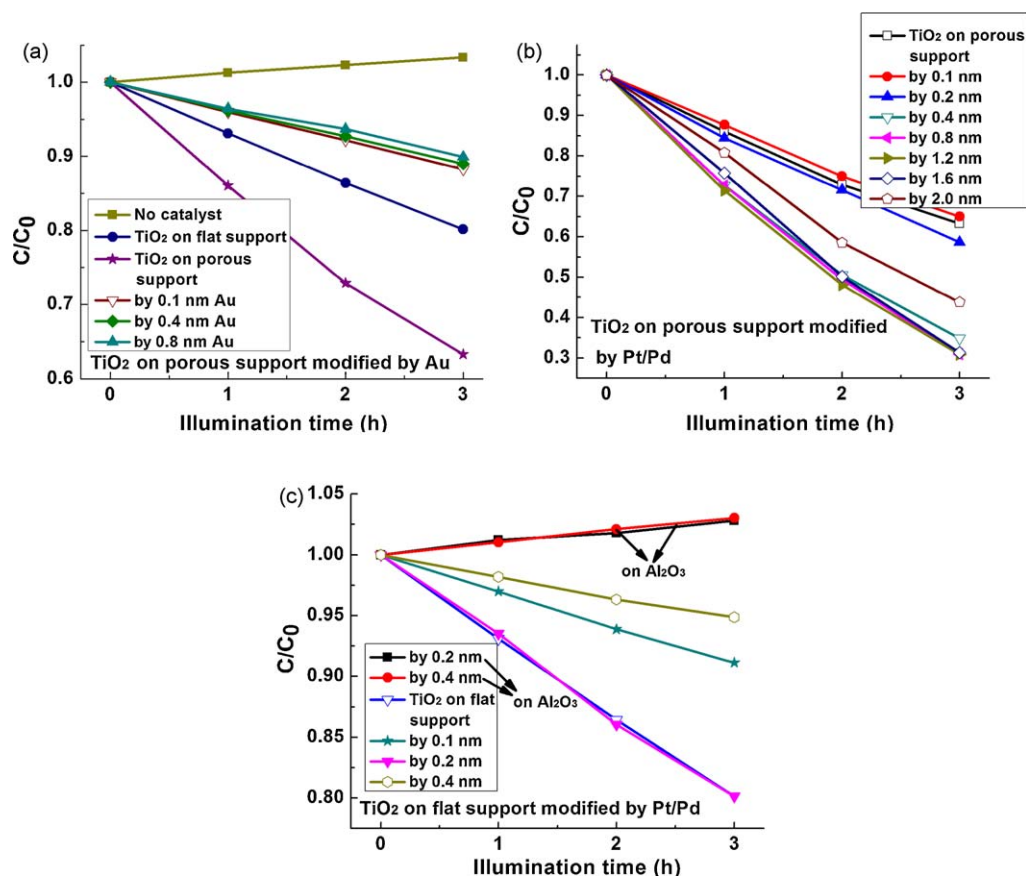 (a)
1.0
0.9
0.8
0.7
0.6
C/C₀
No catalyst
TiO₂ on flat support
TiO₂ on porous
support
by 0.1 nm Au
by 0.4 nm Au
by 0.8 nm Au
TiO₂ on porous support modified by Au
0 1 2 3
Illumination time (h)
(b)
1.0
0.9
0.8
0.7
0.6
0.5
0.4
0.3
C/C₀
TiO₂ on porous
support
by 0.1 nm
by 0.2 nm
by 0.4 nm
by 0.8 nm
by 1.2 nm
by 1.6 nm
by 2.0 nm
TiO₂ on porous support modified
by Pt/Pd
0 1 2 3
Illumination time (h)
(c)
1.05
1.00
0.95
0.90
0.85
0.80
C/C₀
on Al₂O₃
by 0.2 nm
by 0.4 nm
on Al₂O₃
TiO₂ on flat
support
by 0.1 nm
by 0.2 nm
by 0.4 nm
TiO₂ on flat support modified by Pt/Pd
0 1 2 3
Illumination time (h)